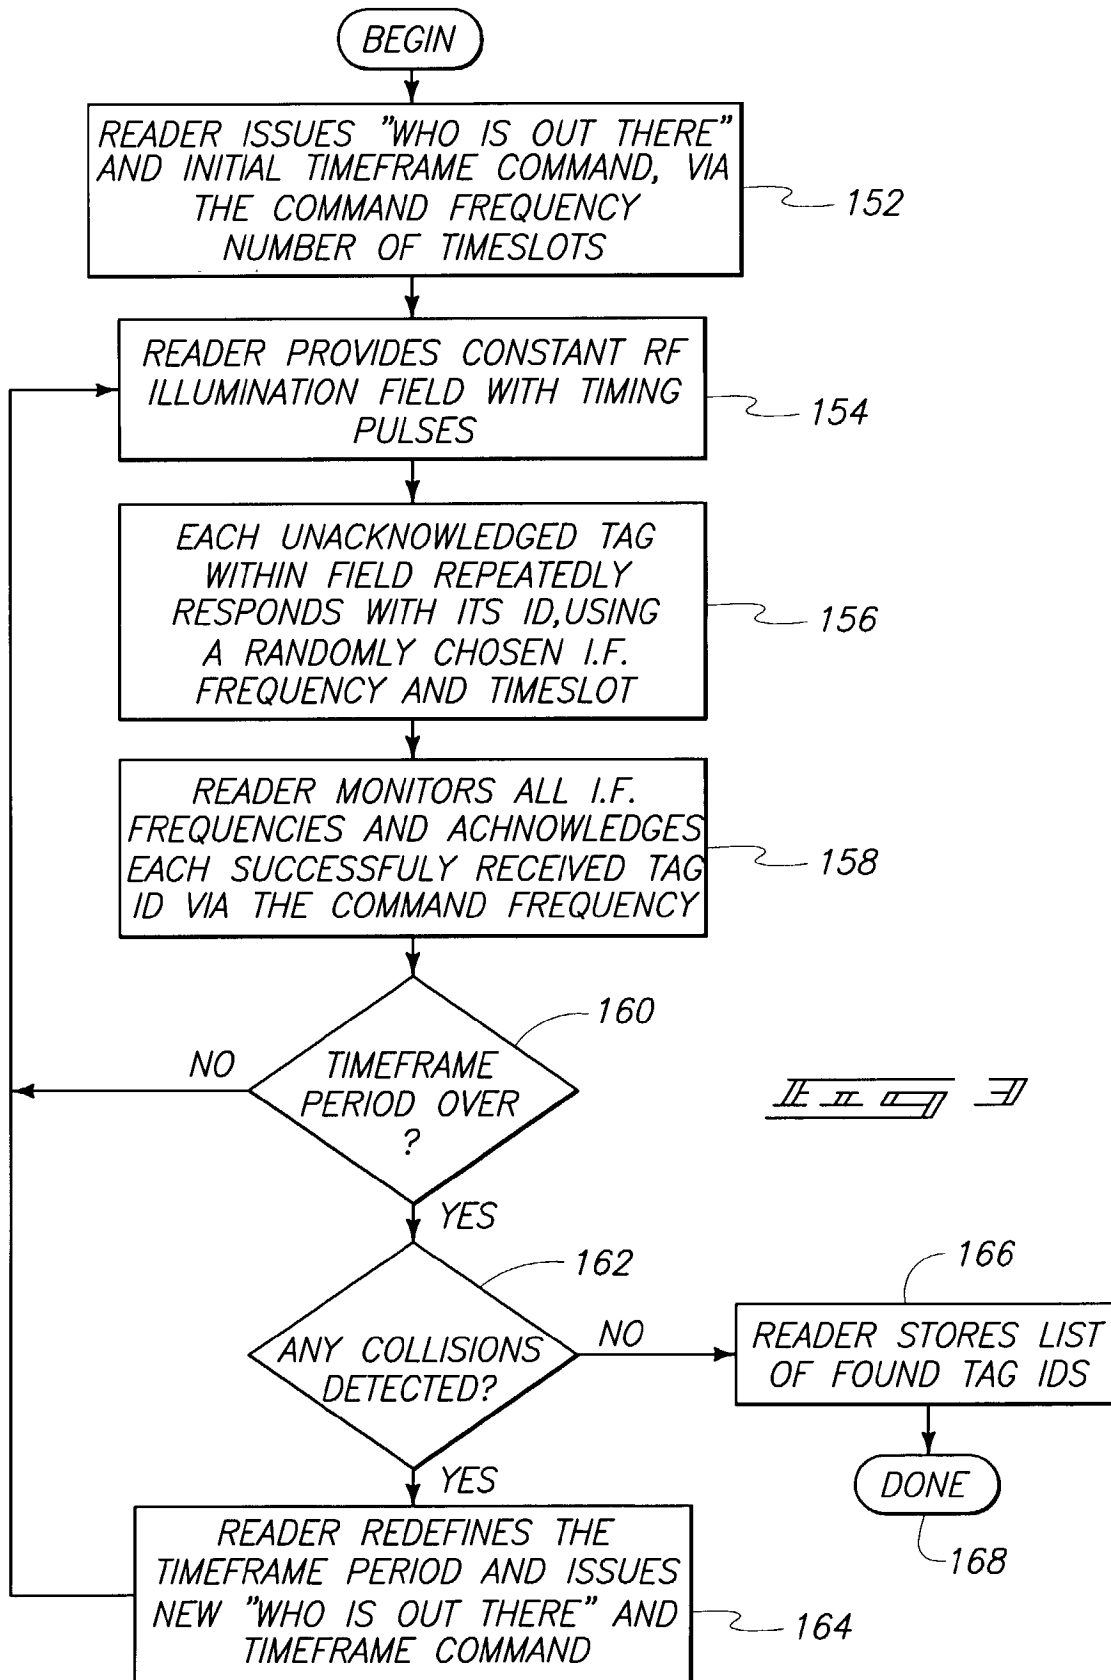 BEGIN
READER ISSUES "WHO IS OUT THERE"
AND INITIAL TIMEFRAME COMMAND, VIA
THE COMMAND FREQUENCY
NUMBER OF TIMESLOTS
152
READER PROVIDES CONSTANT RF
ILLUMINATION FIELD WITH TIMING
PULSES
154
EACH UNACKNOWLEDGED TAG
WITHIN FIELD REPEATEDLY
RESPONDS WITH ITS ID,USING
A RANDOMLY CHOSEN I.F.
FREQUENCY AND TIMESLOT
156
READER MONITORS ALL I.F.
FREQUENCIES AND ACHNOWLEDGES
EACH SUCCESSFULY RECEIVED TAG
ID VIA THE COMMAND FREQUENCY
158
160
TIMEFRAME
PERIOD OVER
?
NO
YES
FIG 3
162
ANY COLLISIONS
DETECTED?
NO
YES
166
READER STORES LIST
OF FOUND TAG IDS
DONE
168
READER REDEFINES THE
TIMEFRAME PERIOD AND ISSUES
NEW "WHO IS OUT THERE" AND
TIMEFRAME COMMAND
164